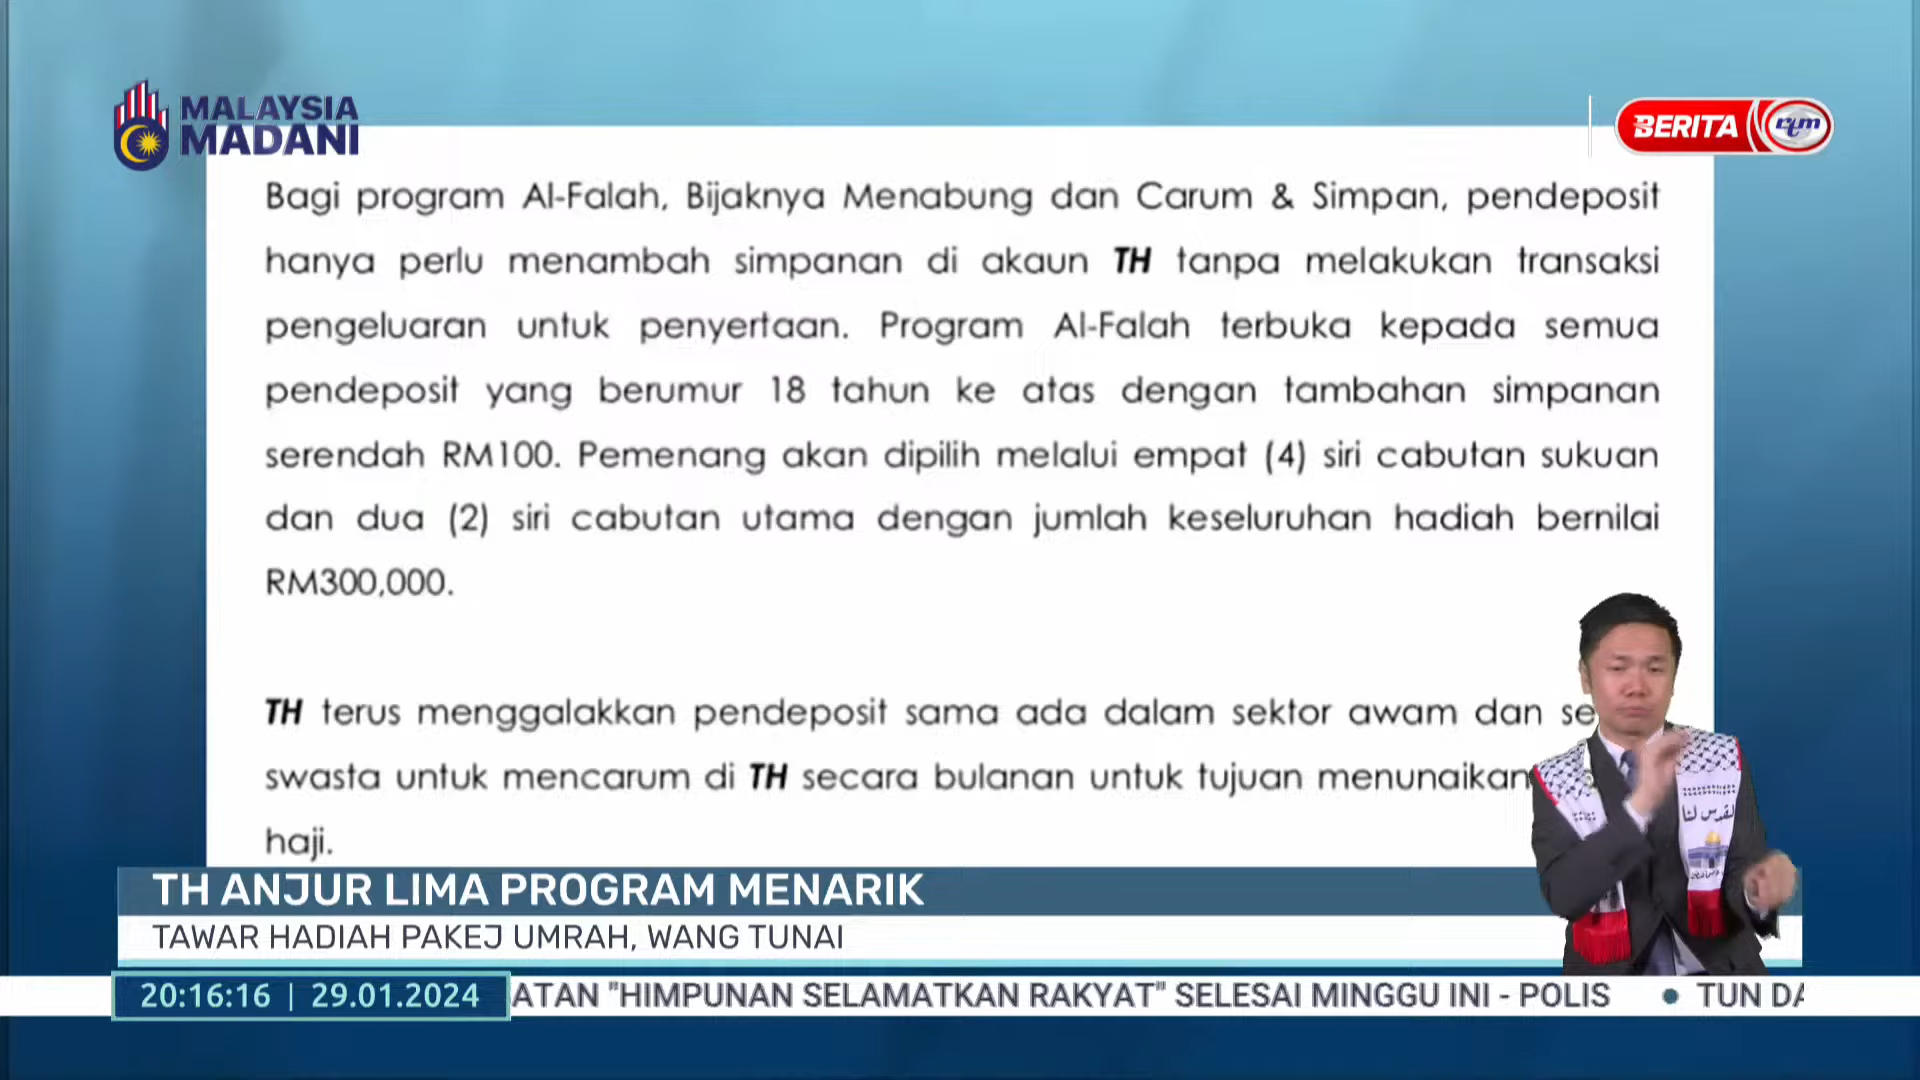 MALAYSIA
MADANI
BERITA rtm
Bagi program Al-Falah, Bijaknya Menabung dan Carum & Simpan, pendeposit
hanya perlu menambah simpanan di akaun TH tanpa melakukan transaksi
pengeluaran untuk penyertaan. Program Al-Falah terbuka kepada semua
pendeposit yang berumur 18 tahun ke atas dengan tambahan simpanan
serendah RM100. Pemenang akan dipilih melalui empat (4) siri cabutan sukuan
dan dua (2) siri cabutan utama dengan jumlah keseluruhan hadiah bernilai
RM300,000.
TH terus menggalakkan pendeposit sama ada dalam sektor awam dan se
swasta untuk mencarum di TH secara bulanan untuk tujuan menunaikan
haji.
لقدس لنا
TH ANJUR LIMA PROGRAM MENARIK
TAWAR HADIAH PAKEJ UMRAH, WANG TUNAI
20:16:16 | 29.01.2024 ATAN "HIMPUNAN SELAMATKAN RAKYAT" SELESAI MINGGU INI - POLIS • TUN DA